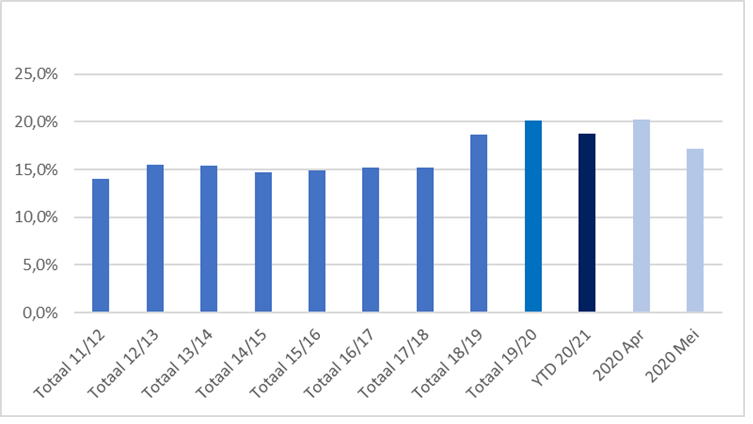 25,0%
20,0%
15,0%
10,0%
5,0%
0,0%
Totaal 11/12
Totaal 12/13
Totaal 13/14
Totaal 14/15
Totaal 15/16
Totaal 16/17
Totaal 17/18
Totaal 18/19
Totaal 19/20
YTD 20/21
2020 Apr
2020 Mei